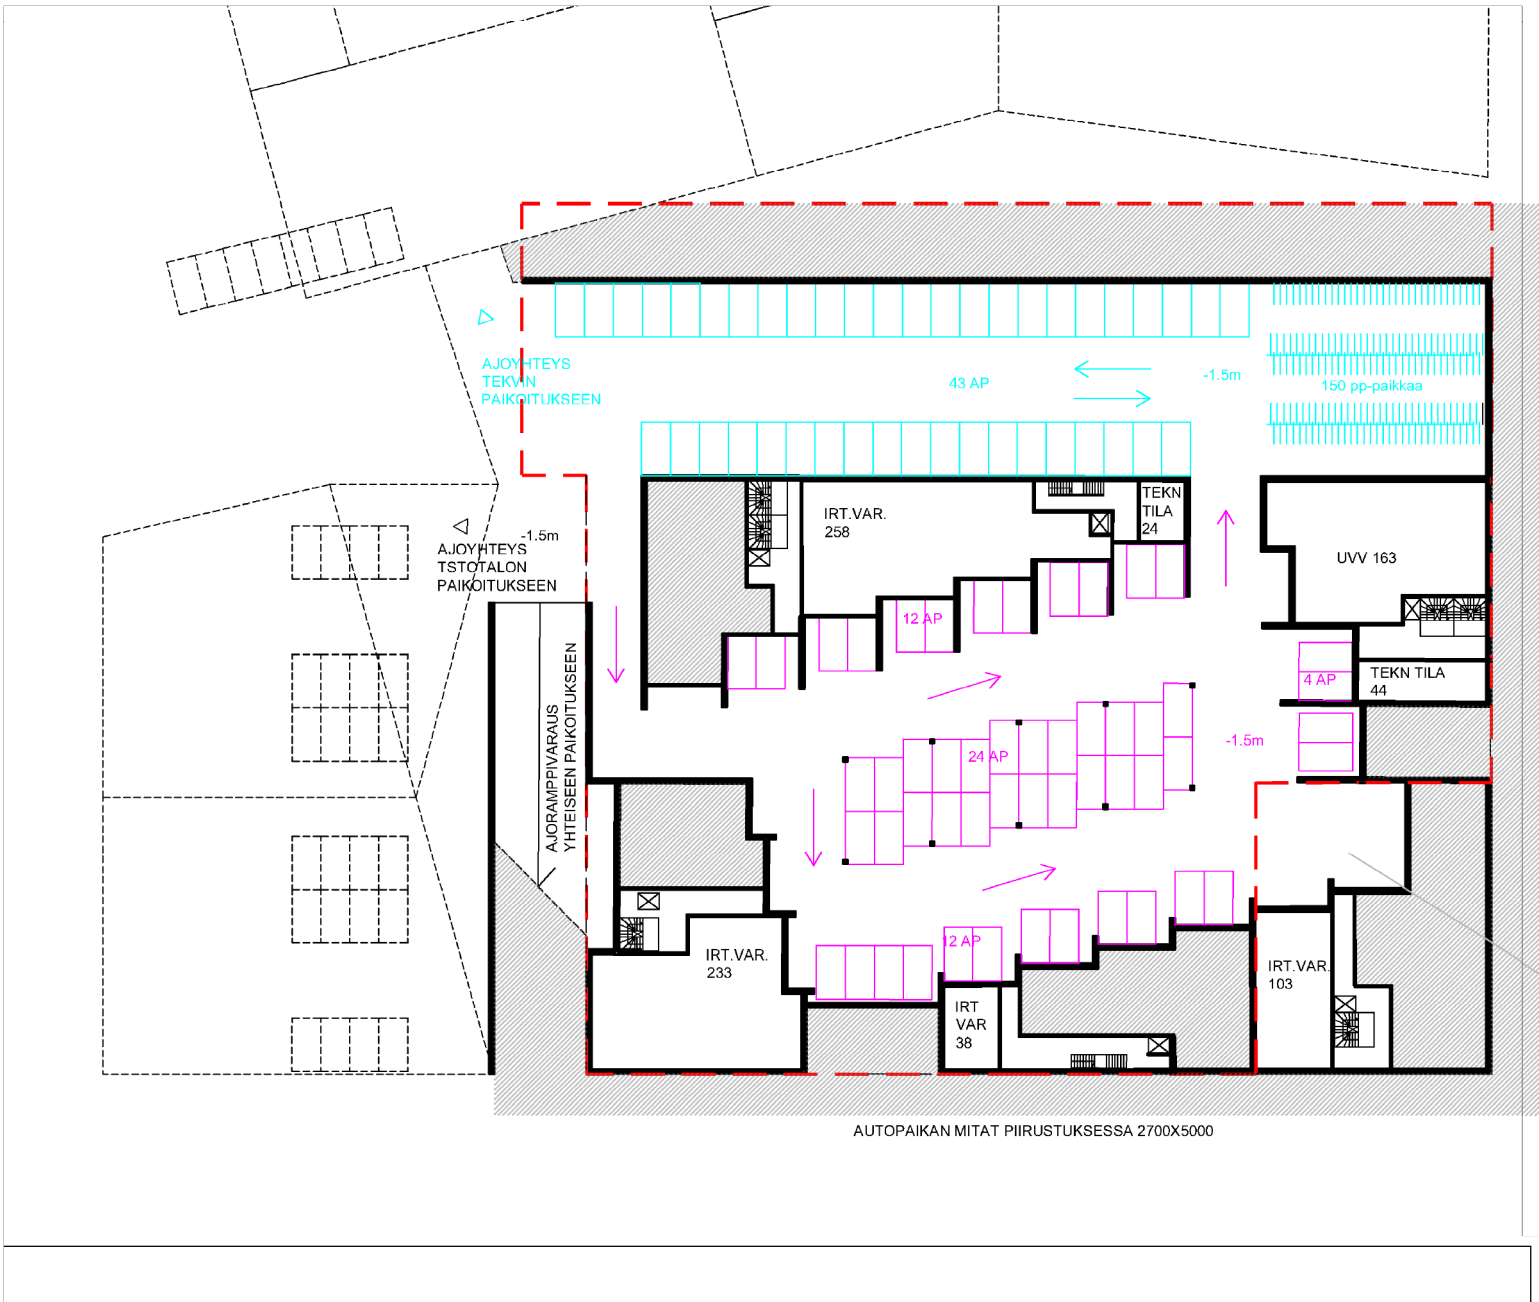 AJOYHTEYS
TEKVIN
PAIKOITUKSEEN
43 AP
-1.5m
150 pp-paikkaa
-1.5m
AJOYHTEYS
TSTOTALON
PAIKOITUKSEEN
IRT.VAR.
258
TEKN
TILA
24
UVV 163
12 AP
AJORAMPPIVARAUS
YHTEISEEN PAIKOITUKSEEN
4 AP
TEKN TILA
44
24 AP
-1.5m
12 AP
IRT.VAR.
233
IRT
VAR
38
IRT.VAR.
103
AUTOPAIKAN MITAT PIIRUSTUKSESSA 2700X5000